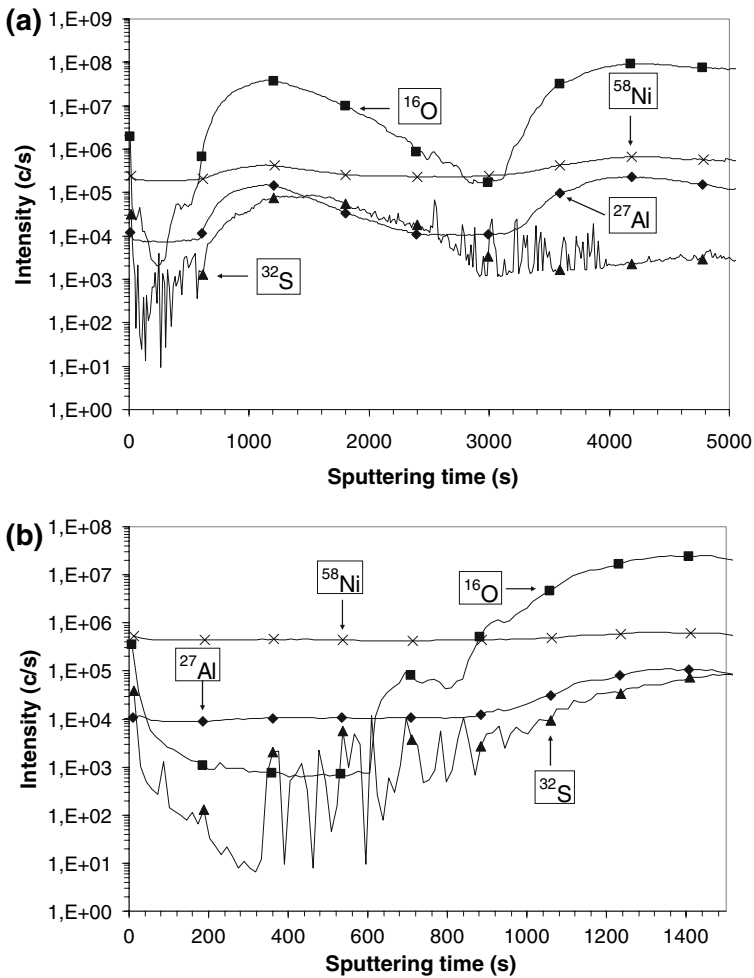 (a)
1,E+09
1,E+08
1,E+07
1,E+06
1,E+05
1,E+04
1,E+03
1,E+02
1,E+01
1,E+00
Intensity (c/s)
¹⁶O
⁵⁸Ni
²⁷Al
³²S
0 1000 2000 3000 4000 5000
Sputtering time (s)
(b)
1,E+08
1,E+07
1,E+06
1,E+05
1,E+04
1,E+03
1,E+02
1,E+01
1,E+00
Intensity (c/s)
⁵⁸Ni
¹⁶O
²⁷Al
³²S
0 200 400 600 800 1000 1200 1400
Sputtering time (s)